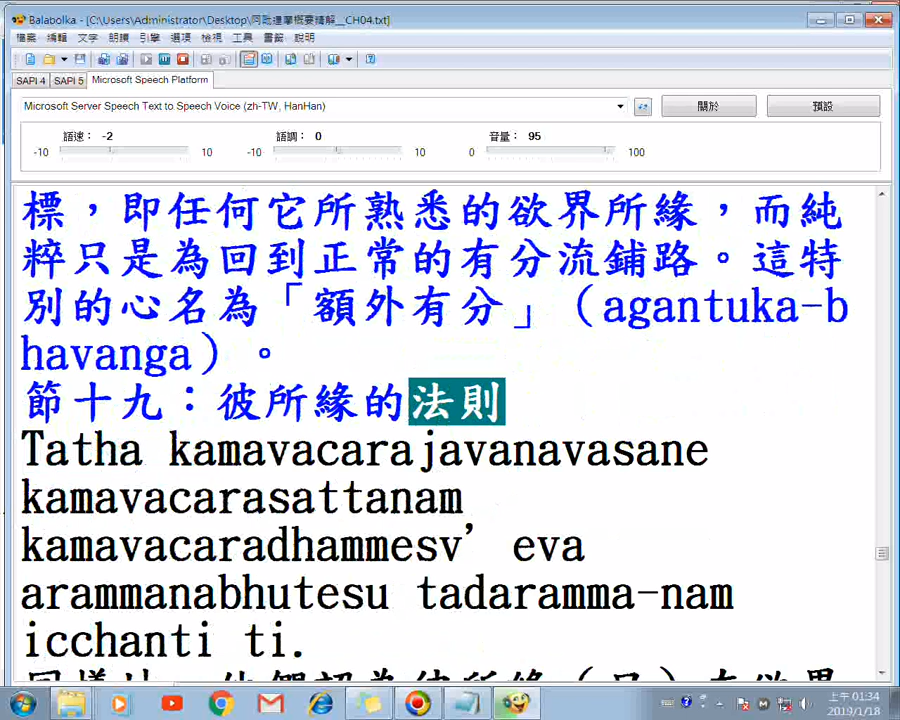 Balabolka - [C:\Users\Administrator\Desktop\阿毗達摩概要精解__CH04.txt]
檔案 編輯 文字 朗讀 引擎 選項 檢視 工具 書籤 說明
SAPI 4 SAPI 5 Microsoft Speech Platform
Microsoft Server Speech Text to Speech Voice (zh-TW, HanHan) 關於 預設
語速： -2 語調： 0 音量： 95
-10 10 -10 10 0 100
標，即任何它所熟悉的欲界所緣，而純
粹只是為回到正常的有分流鋪路。這特
別的心名為「額外有分」（agantuka-b
havanga）。
節十九：彼所緣的法則
Tatha kamavacarajavanavasane
kamavacarasattanam
kamavacaradhammesv’ eva
arammanabhutesu tadaramma-nam
icchanti ti.
上午 01:34
2019/1/18